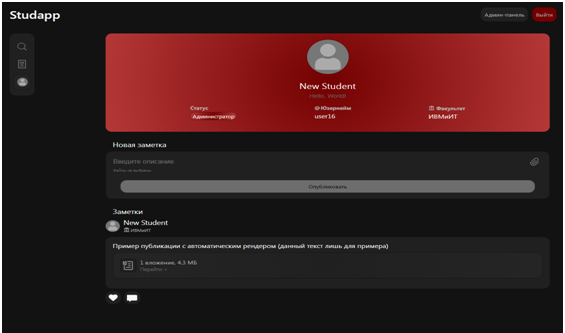 Studapp
Админ-панель
Выйти
New Student
Hello, World!
Статус
Администратор
@ Юзернейм
user16
Факультет
ИВМиИТ
Новая заметка
Введите описание
Файлы не выбраны
Опубликовать
Заметки
New Student
ИВМиИТ
Пример публикации с автоматическим рендером (данный текст лишь для примера)
1 вложение, 4.3 МБ
Перейти >